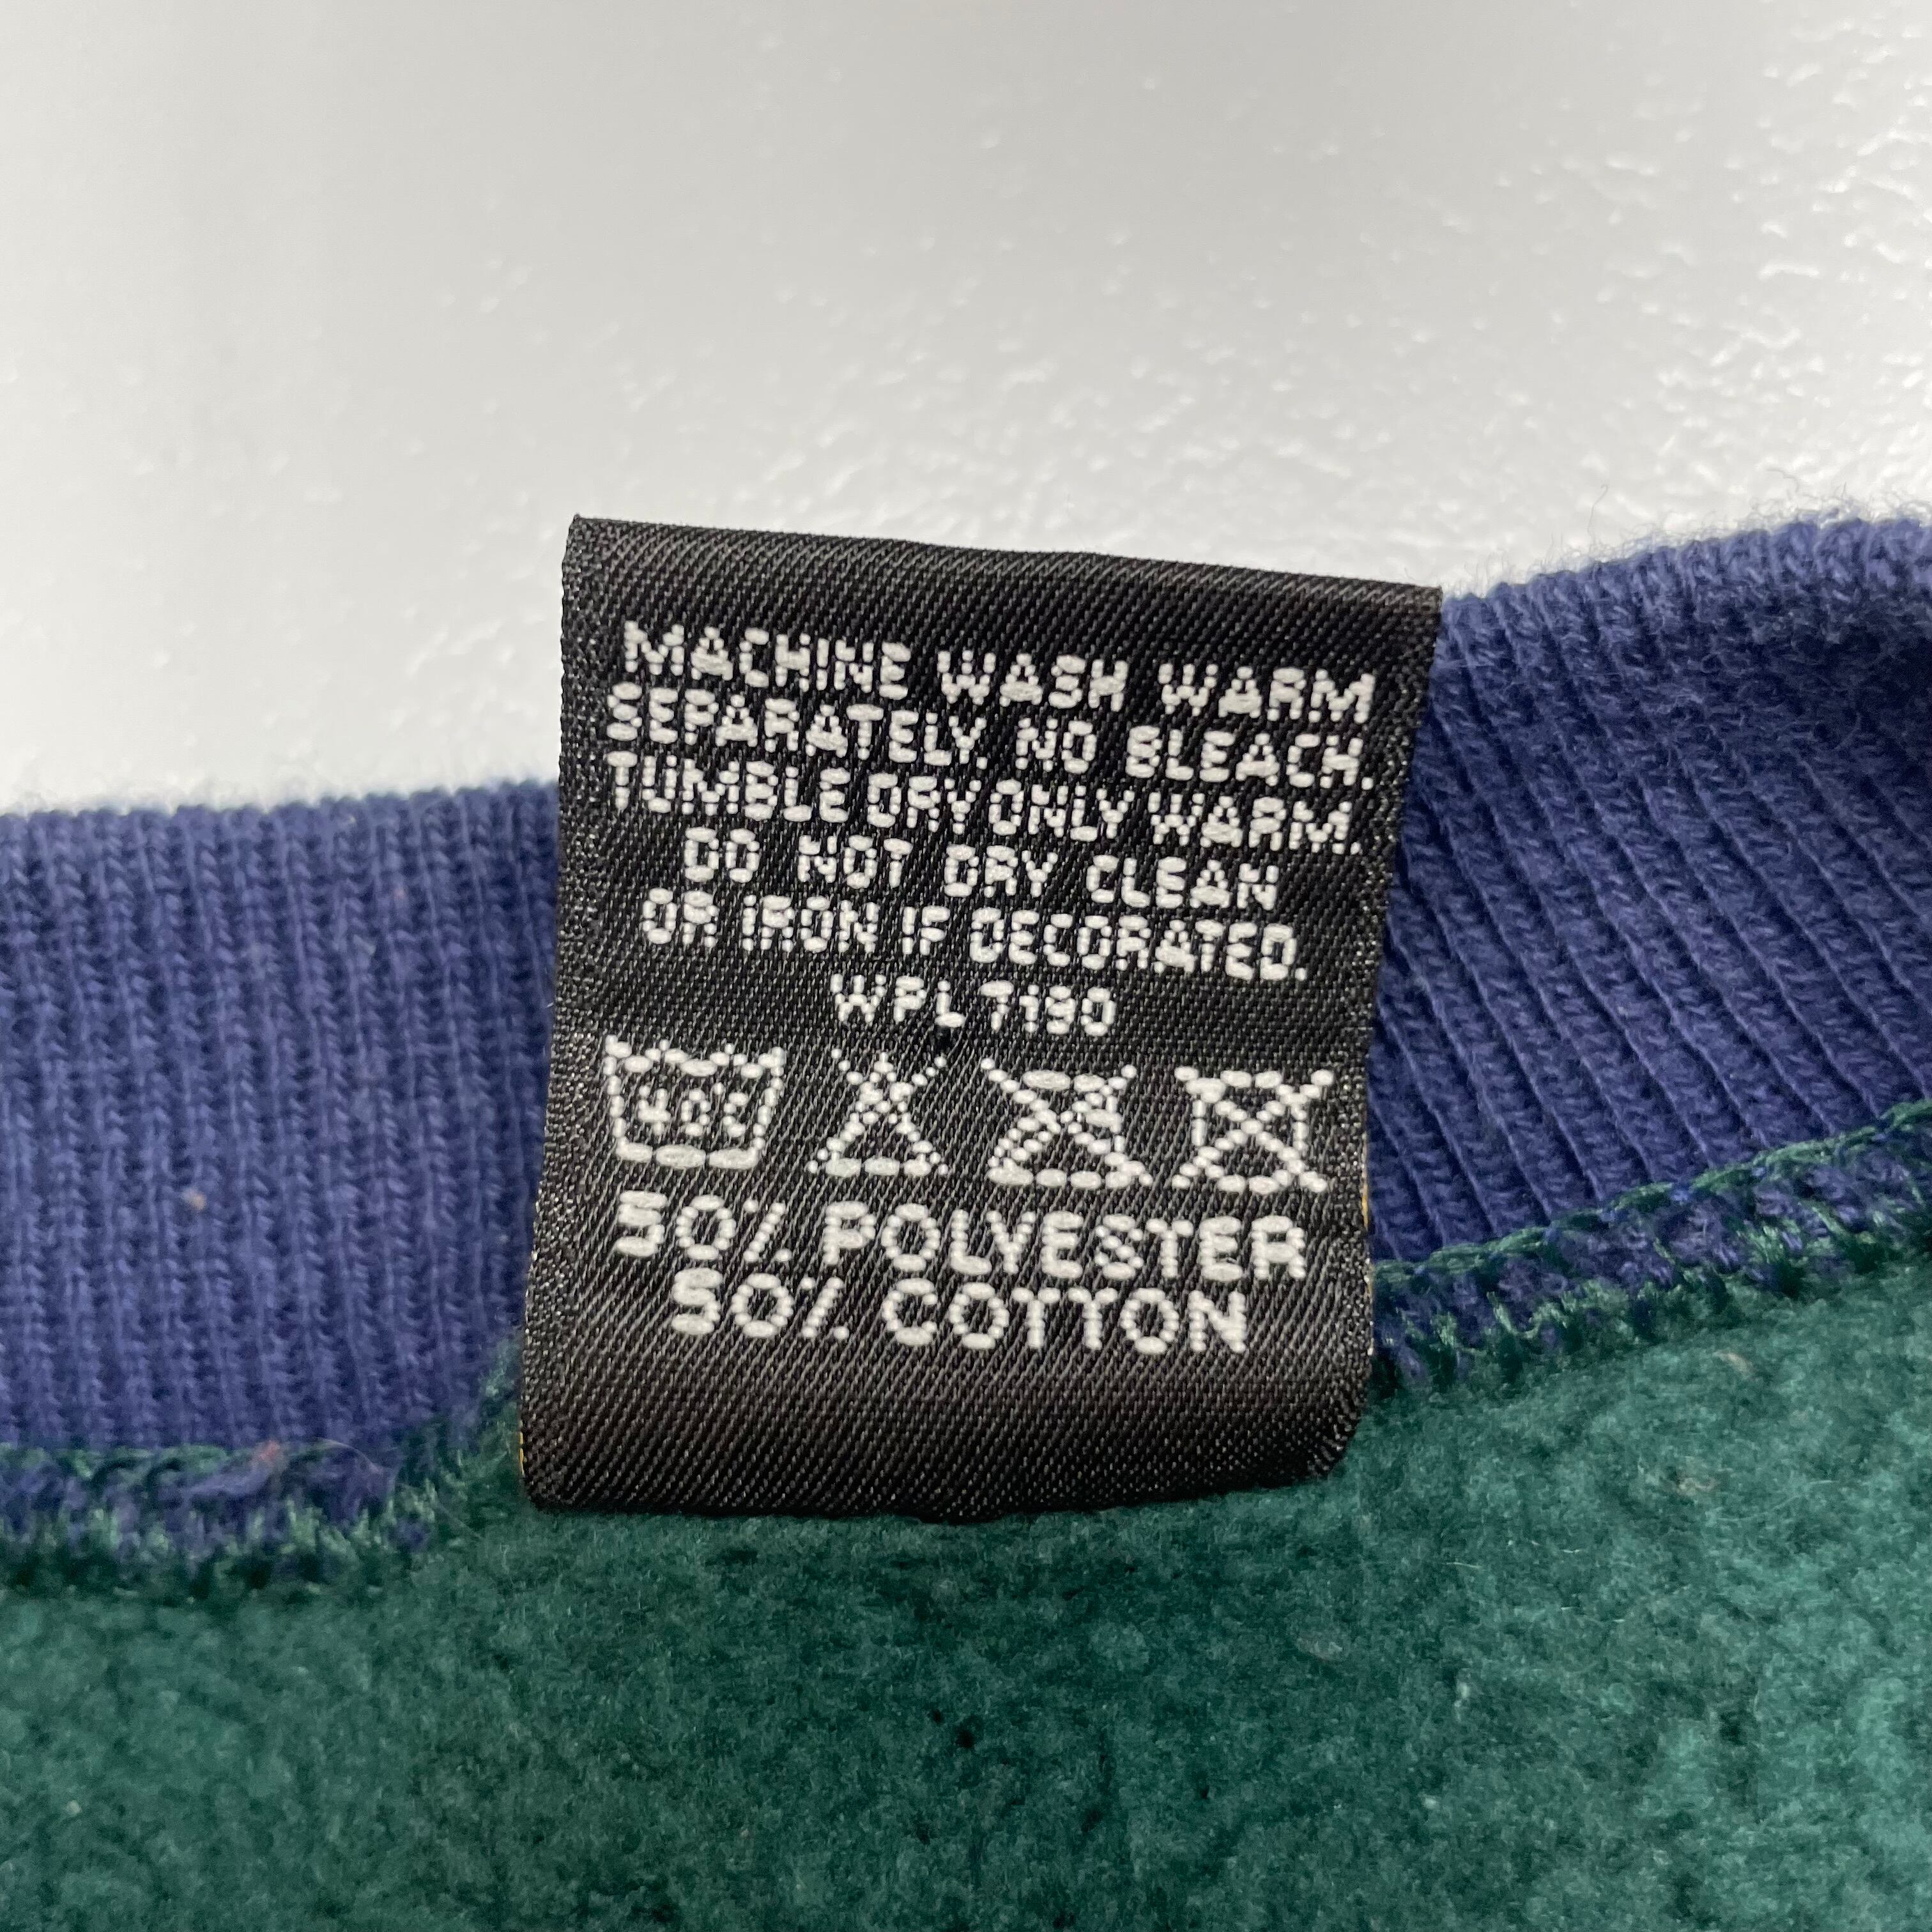 MACHINE WASH WARM
SEPARATELY. NO BLEACH.
TUMBLE DRY ONLY WARM.
DO NOT DRY CLEAN
OR IRON IF DECORATED.
WPL 7190
40C
50% POLYESTER
50% COTTON